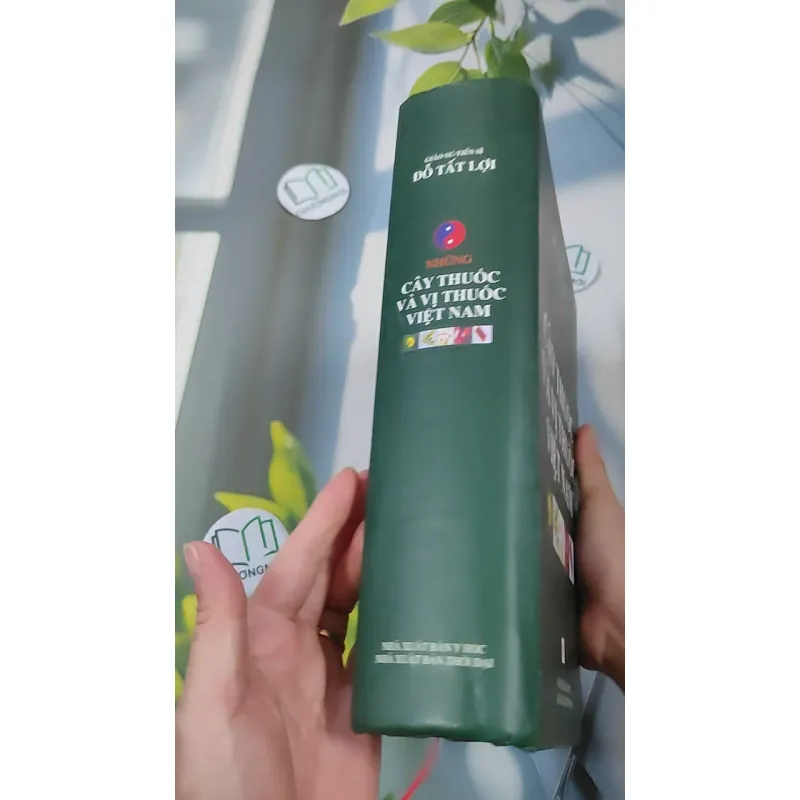 GIÁO SƯ-TIẾN SĨ
ĐỖ TẤT LỢI
NHỮNG
CÂY THUỐC
VÀ VỊ THUỐC
VIỆT NAM
NHÀ XUẤT BẢN Y HỌC
NHÀ XUẤT BẢN THỜI ĐẠI